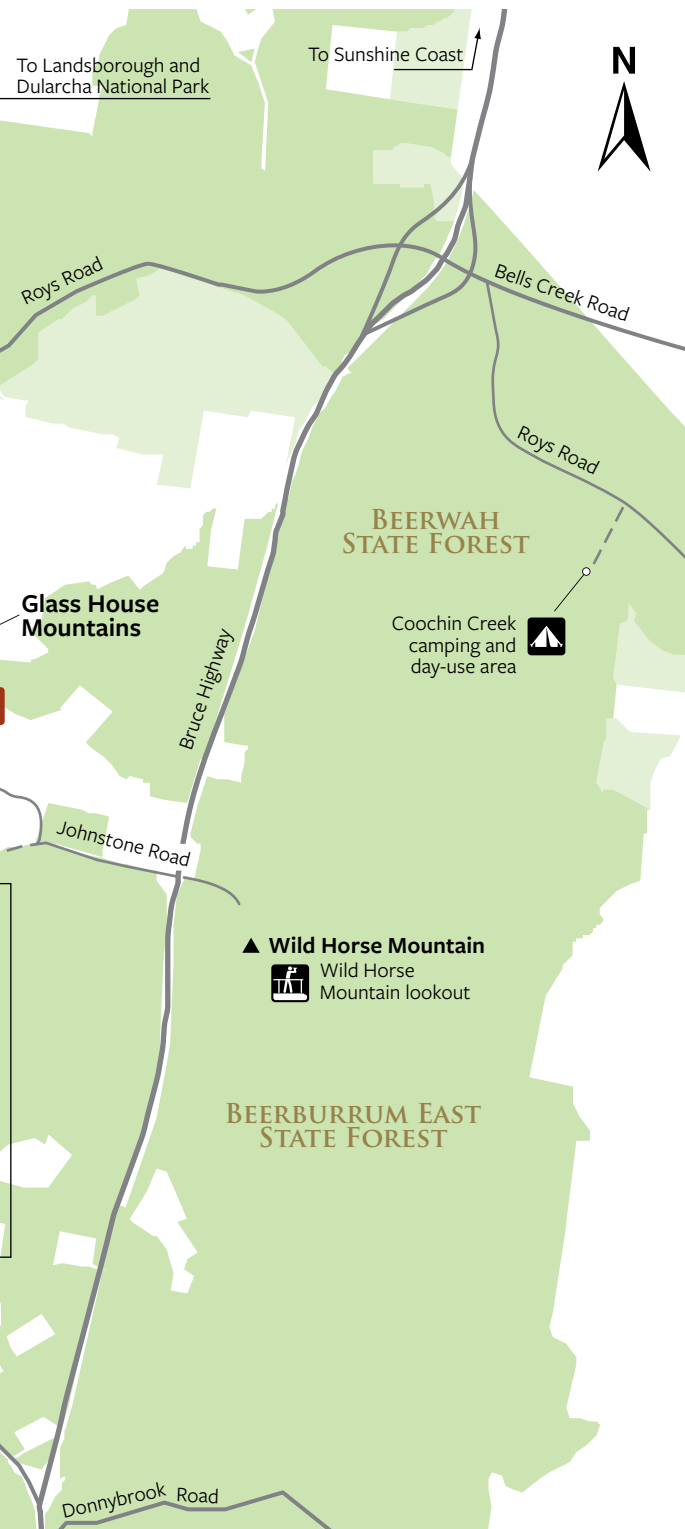 To Landsborough and
Dularcha National Park
To Sunshine Coast
N
Roys Road
Bells Creek Road
Roys Road
Beerwah
State Forest
Glass House
Mountains
Coochin Creek
camping and
day-use area
Bruce Highway
Johnstone Road
Wild Horse Mountain
Wild Horse
Mountain lookout
Beerburrum East
State Forest
Donnybrook Road